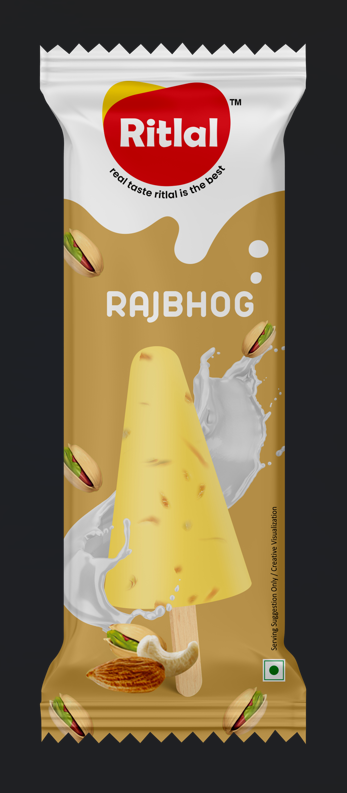 Ritlal TM
real taste ritlal is the best
RAJBHOG
Serving Suggestion Only / Creative Visualization